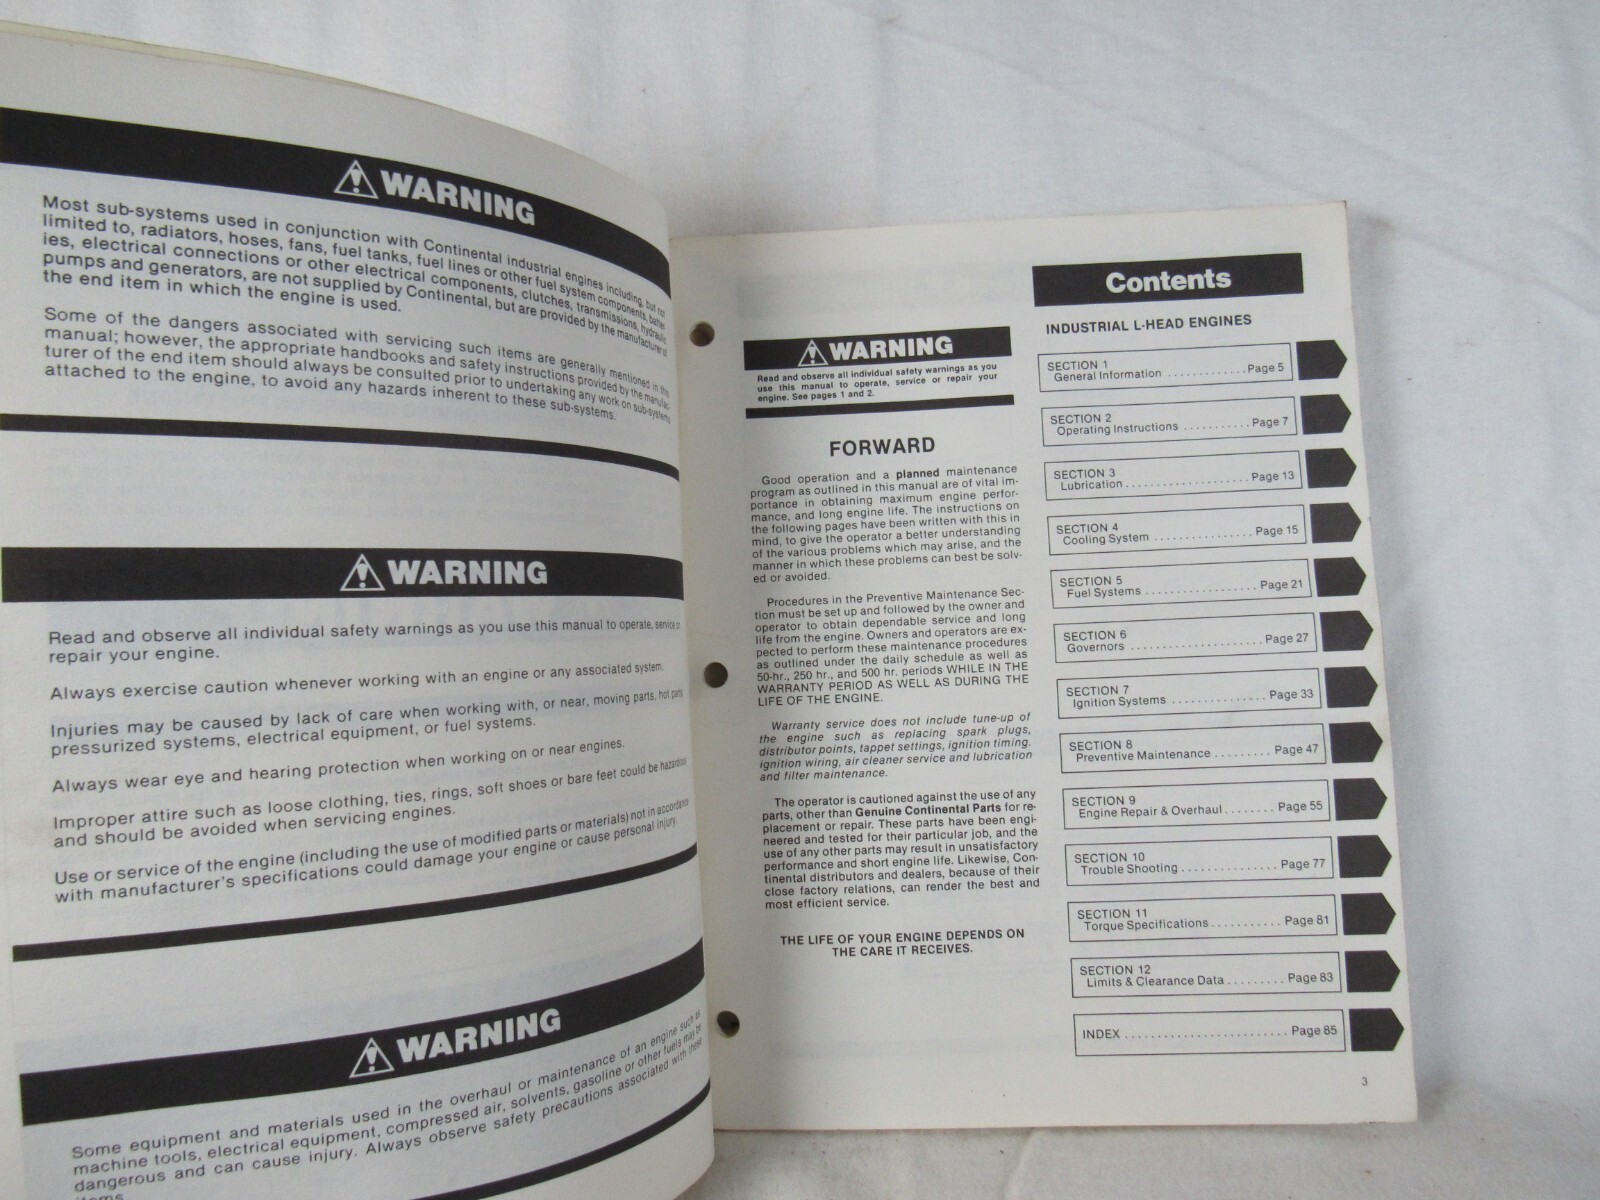 WARNING
Most sub-systems used in conjunction with Continental industrial engines including, but not
limited to, radiators, hoses, fans, fuel tanks, fuel lines or other fuel system components, batter-
ies, electrical connections or other electrical components, clutches, transmissions, hydraulic
pumps and generators, are not supplied by Continental, but are provided by the manufacturer of
the end item in which the engine is used.
Some of the dangers associated with servicing such items are generally mentioned in this
manual; however, the appropriate handbooks and safety instructions provided by the manufac-
turer of the end item should always be consulted prior to undertaking any work on sub-systems
attached to the engine, to avoid any hazards inherent to these sub-systems.
WARNING
Read and observe all individual safety warnings as you use this manual to operate, service or
repair your engine.
Always exercise caution whenever working with an engine or any associated system.
Injuries may be caused by lack of care when working with, or near, moving parts, hot parts
pressurized systems, electrical equipment, or fuel systems.
Always wear eye and hearing protection when working on or near engines.
Improper attire such as loose clothing, ties, rings, soft shoes or bare feet could be hazardous
and should be avoided when servicing engines.
Use or service of the engine (including the use of modified parts or materials) not in accordance
with manufacturer's specifications could damage your engine or cause personal injury.
WARNING
Some equipment and materials used in the overhaul or maintenance of an engine such as
machine tools, electrical equipment, compressed air, solvents, gasoline or other fuels may be
dangerous and can cause injury. Always observe safety precautions associated with these
items.
WARNING
Read and observe all individual safety warnings as you
use this manual to operate, service or repair your
engine. See pages 1 and 2.
FORWARD
Good operation and a planned maintenance
program as outlined in this manual are of vital im-
portance in obtaining maximum engine perfor-
mance, and long engine life. The instructions on
the following pages have been written with this in
mind, to give the operator a better understanding
of the various problems which may arise, and the
manner in which these problems can best be solv-
ed or avoided.
Procedures in the Preventive Maintenance Sec-
tion must be set up and followed by the owner and
operator to obtain dependable service and long
life from the engine. Owners and operators are ex-
pected to perform these maintenance procedures
as outlined under the daily schedule as well as
50-hr., 250 hr., and 500 hr. periods WHILE IN THE
WARRANTY PERIOD AS WELL AS DURING THE
LIFE OF THE ENGINE.
Warranty service does not include tune-up of
the engine such as replacing spark plugs,
distributor points, tappet settings, ignition timing.
ignition wiring, air cleaner service and lubrication
and filter maintenance.
The operator is cautioned against the use of any
parts, other than Genuine Continental Parts for re-
placement or repair. These parts have been engi-
neered and tested for their particular job, and the
use of any other parts may result in unsatisfactory
performance and short engine life. Likewise, Con-
tinental distributors and dealers, because of their
close factory relations, can render the best and
most efficient service.
THE LIFE OF YOUR ENGINE DEPENDS ON
THE CARE IT RECEIVES.
Contents
INDUSTRIAL L-HEAD ENGINES
SECTION 1
General Information ............. Page 5
SECTION 2
Operating Instructions ........... Page 7
SECTION 3
Lubrication .................... Page 13
SECTION 4
Cooling System ................ Page 15
SECTION 5
Fuel Systems .................. Page 21
SECTION 6
Governors ..................... Page 27
SECTION 7
Ignition Systems ............... Page 33
SECTION 8
Preventive Maintenance ......... Page 47
SECTION 9
Engine Repair & Overhaul ........ Page 55
SECTION 10
Trouble Shooting ............... Page 77
SECTION 11
Torque Specifications ........... Page 81
SECTION 12
Limits & Clearance Data ......... Page 83
INDEX ......................... Page 85
3